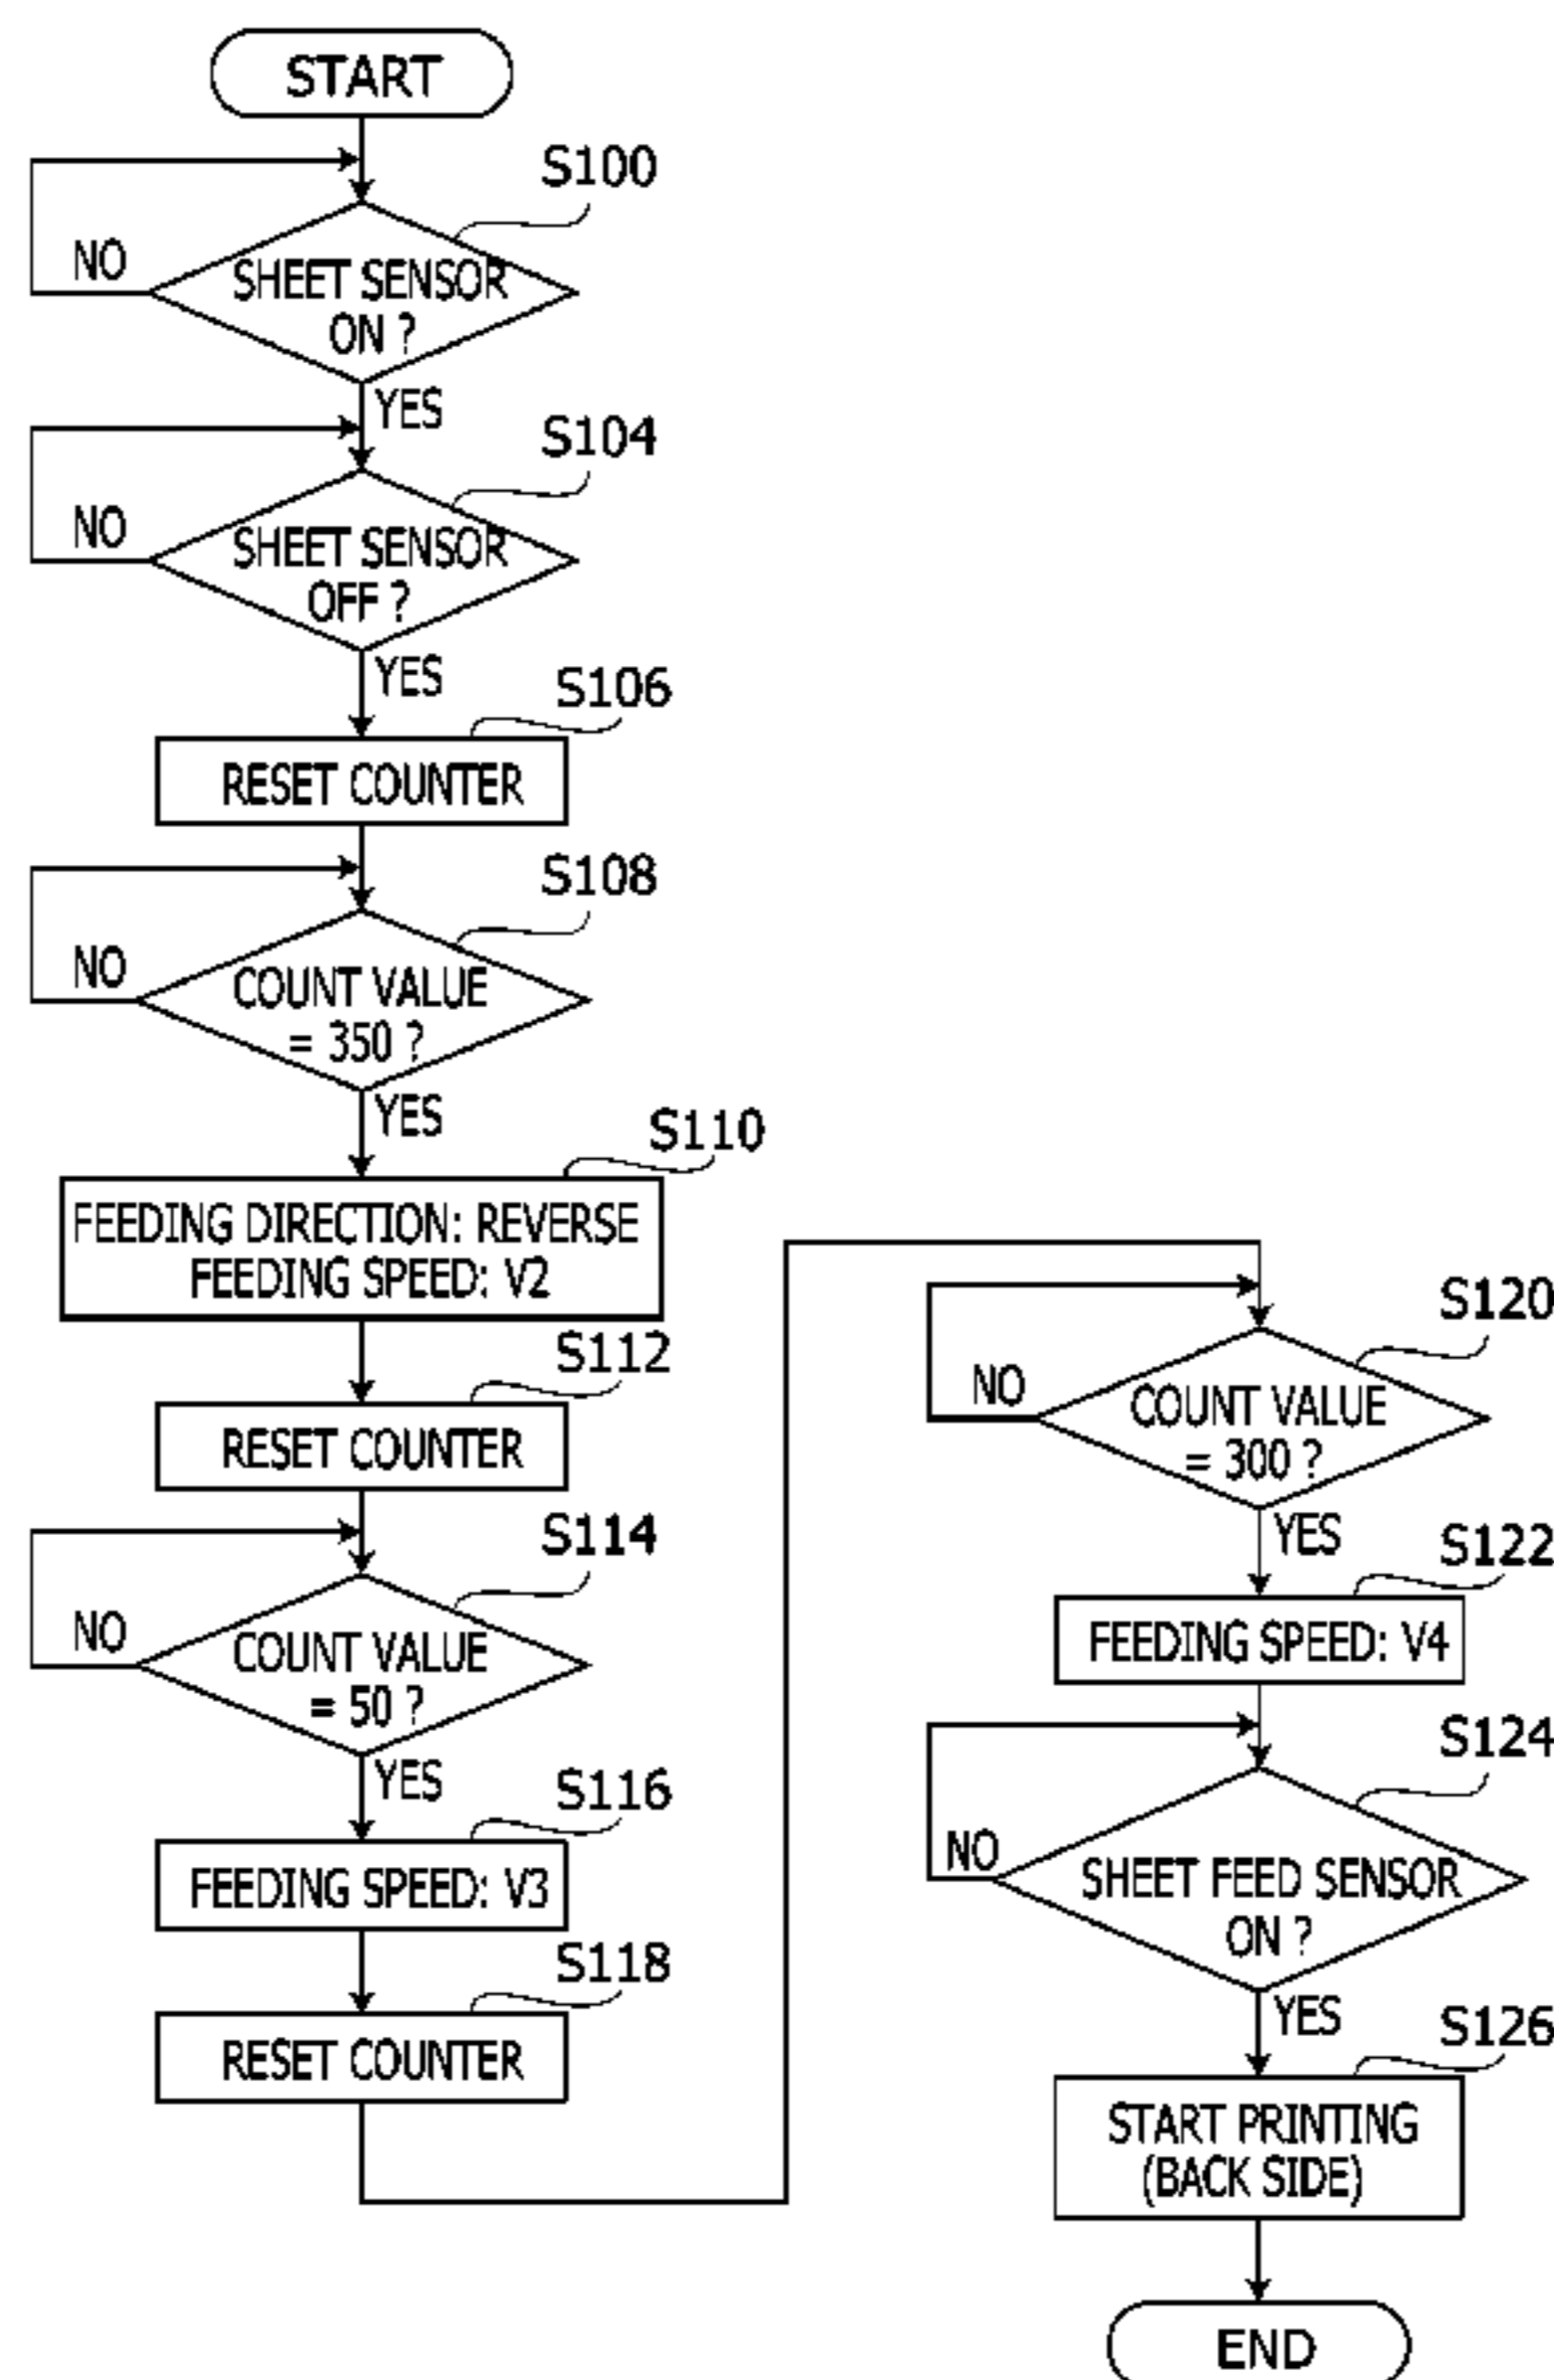 START
S100
NO
SHEET SENSOR
ON ?
YES
S104
NO
SHEET SENSOR
OFF ?
YES
S106
RESET COUNTER
S108
NO
COUNT VALUE
= 350 ?
YES
S110
FEEDING DIRECTION: REVERSE
FEEDING SPEED: V2
S112
RESET COUNTER
S114
NO
COUNT VALUE
= 50 ?
YES
S116
FEEDING SPEED: V3
S118
RESET COUNTER
S120
NO
COUNT VALUE
= 300 ?
YES
S122
FEEDING SPEED: V4
S124
NO
SHEET FEED SENSOR
ON ?
YES
S126
START PRINTING
(BACK SIDE)
END